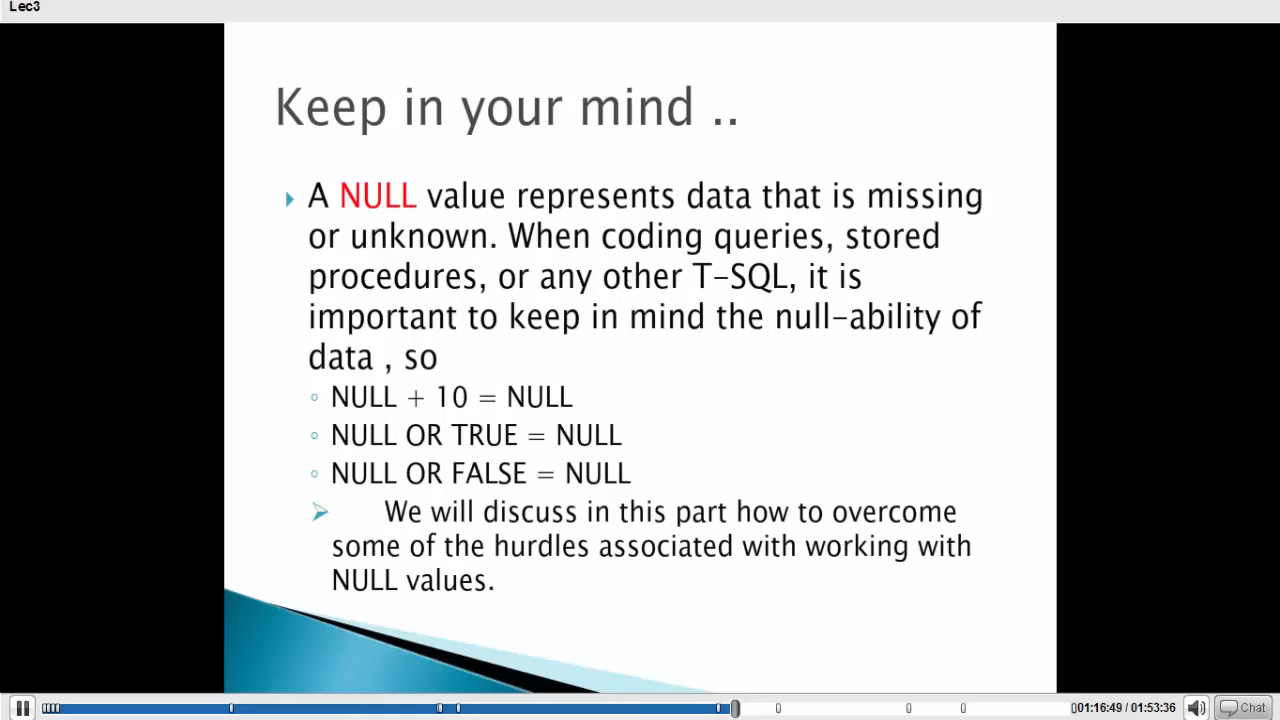 Lec3
Keep in your mind ..
A NULL value represents data that is missing
or unknown. When coding queries, stored
procedures, or any other T-SQL, it is
important to keep in mind the null-ability of
data , so
NULL + 10 = NULL
NULL OR TRUE = NULL
NULL OR FALSE = NULL
We will discuss in this part how to overcome
some of the hurdles associated with working with
NULL values.
01:16:49 / 01:53:36
Chat